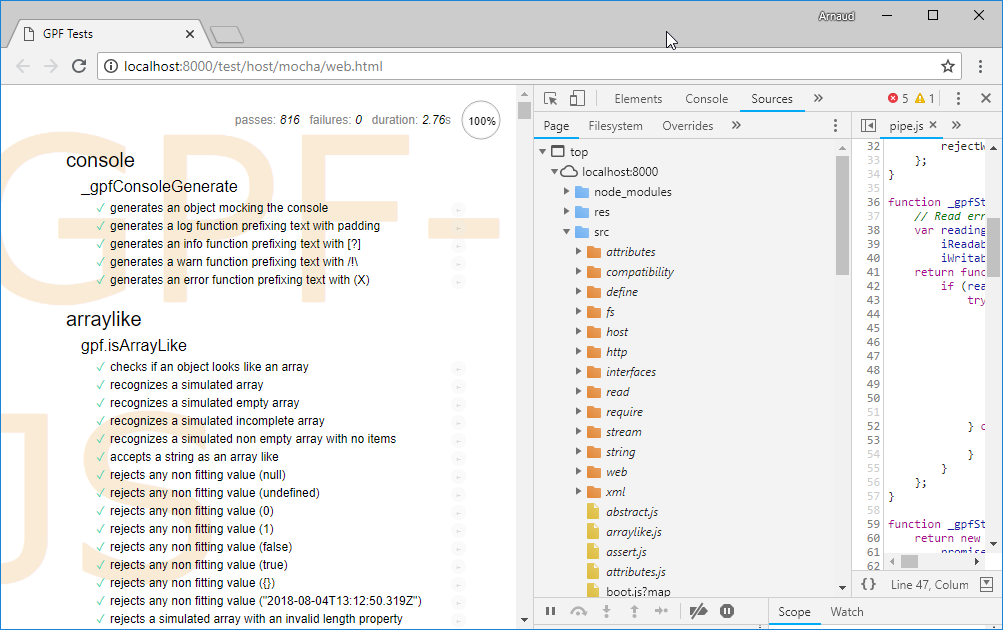 Arnaud
GPF Tests
localhost:8000/test/host/mocha/web.html
GPF-
JS
passes: 816 failures: 0 duration: 2.76s 100%
console
_gpfConsoleGenerate
✓ generates an object mocking the console
✓ generates a log function prefixing text with padding
✓ generates an info function prefixing text with [?]
✓ generates a warn function prefixing text with /!\
✓ generates an error function prefixing text with (X)
arraylike
gpf.isArrayLike
✓ checks if an object looks like an array
✓ recognizes a simulated array
✓ recognizes a simulated empty array
✓ recognizes a simulated incomplete array
✓ recognizes a simulated non empty array with no items
✓ accepts a string as an array like
✓ rejects any non fitting value (null)
✓ rejects any non fitting value (undefined)
✓ rejects any non fitting value (0)
✓ rejects any non fitting value (1)
✓ rejects any non fitting value (false)
✓ rejects any non fitting value (true)
✓ rejects any non fitting value ({})
✓ rejects any non fitting value ("2018-08-04T13:12:50.319Z")
✓ rejects a simulated array with an invalid length property
Elements Console Sources » 5 1
Page Filesystem Overrides »
top
localhost:8000
node_modules
res
src
attributes
compatibility
define
fs
host
http
interfaces
read
require
stream
string
web
xml
abstract.js
arraylike.js
assert.js
attributes.js
boot.js?map
pipe.js »
32 rejectW
33 };
34 }
35
36 function _gpfSt
37 // Read err
38 var reading
39 iReadab
40 iWritab
41 return func
42 if (rea
43 try
44
45
46
47
48
49
50
51
52 } c
53
54 }
55 }
56 };
57 }
58
59 function _gpfSt
60 return new
61 promise
62
{} Line 47, Colum
Scope Watch